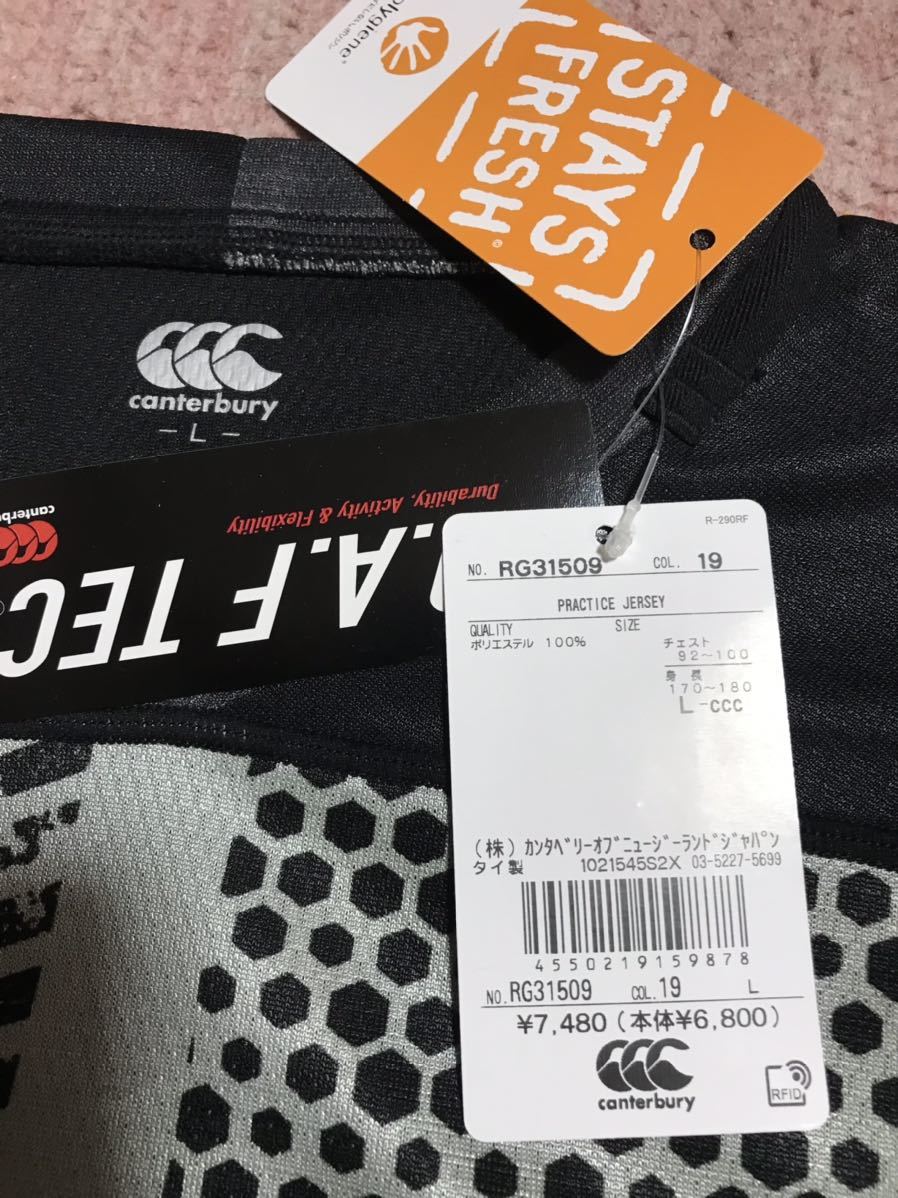 STAYS
FRESH®
canterbury
- L -
Durability, Activity & Flexibility
.A.F TEC
R-290RF
NO. RG31509 COL. 19
PRACTICE JERSEY
QUALITY SIZE
ポリエステル 100%
チェスト
92～100
身 長
170～180
L-CCC
(株) ｶﾝﾀﾍﾞﾘｰｵﾌﾞﾆｭｰｼﾞｰﾗﾝﾄﾞｼﾞｬﾊﾟﾝ
タイ製 1021545S2X 03-5227-5699
4550219159878
NO. RG31509 COL. 19 L
¥7,480 (本体¥6,800)
canterbury
RFID